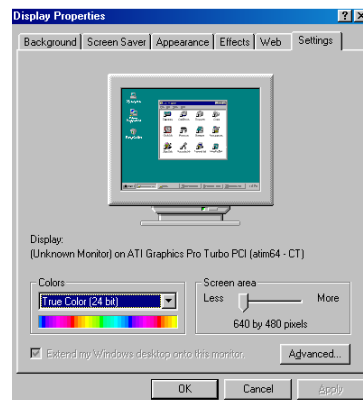 Display Properties
Background Screen Saver Appearance Effects Web Settings
Display:
(Unknown Monitor) on ATI Graphics Pro Turbo PCI (atim64 - CT)
Colors
True Color (24 bit)
Screen area
Less More
640 by 480 pixels
Extend my Windows desktop onto this monitor.
Advanced...
OK Cancel Apply